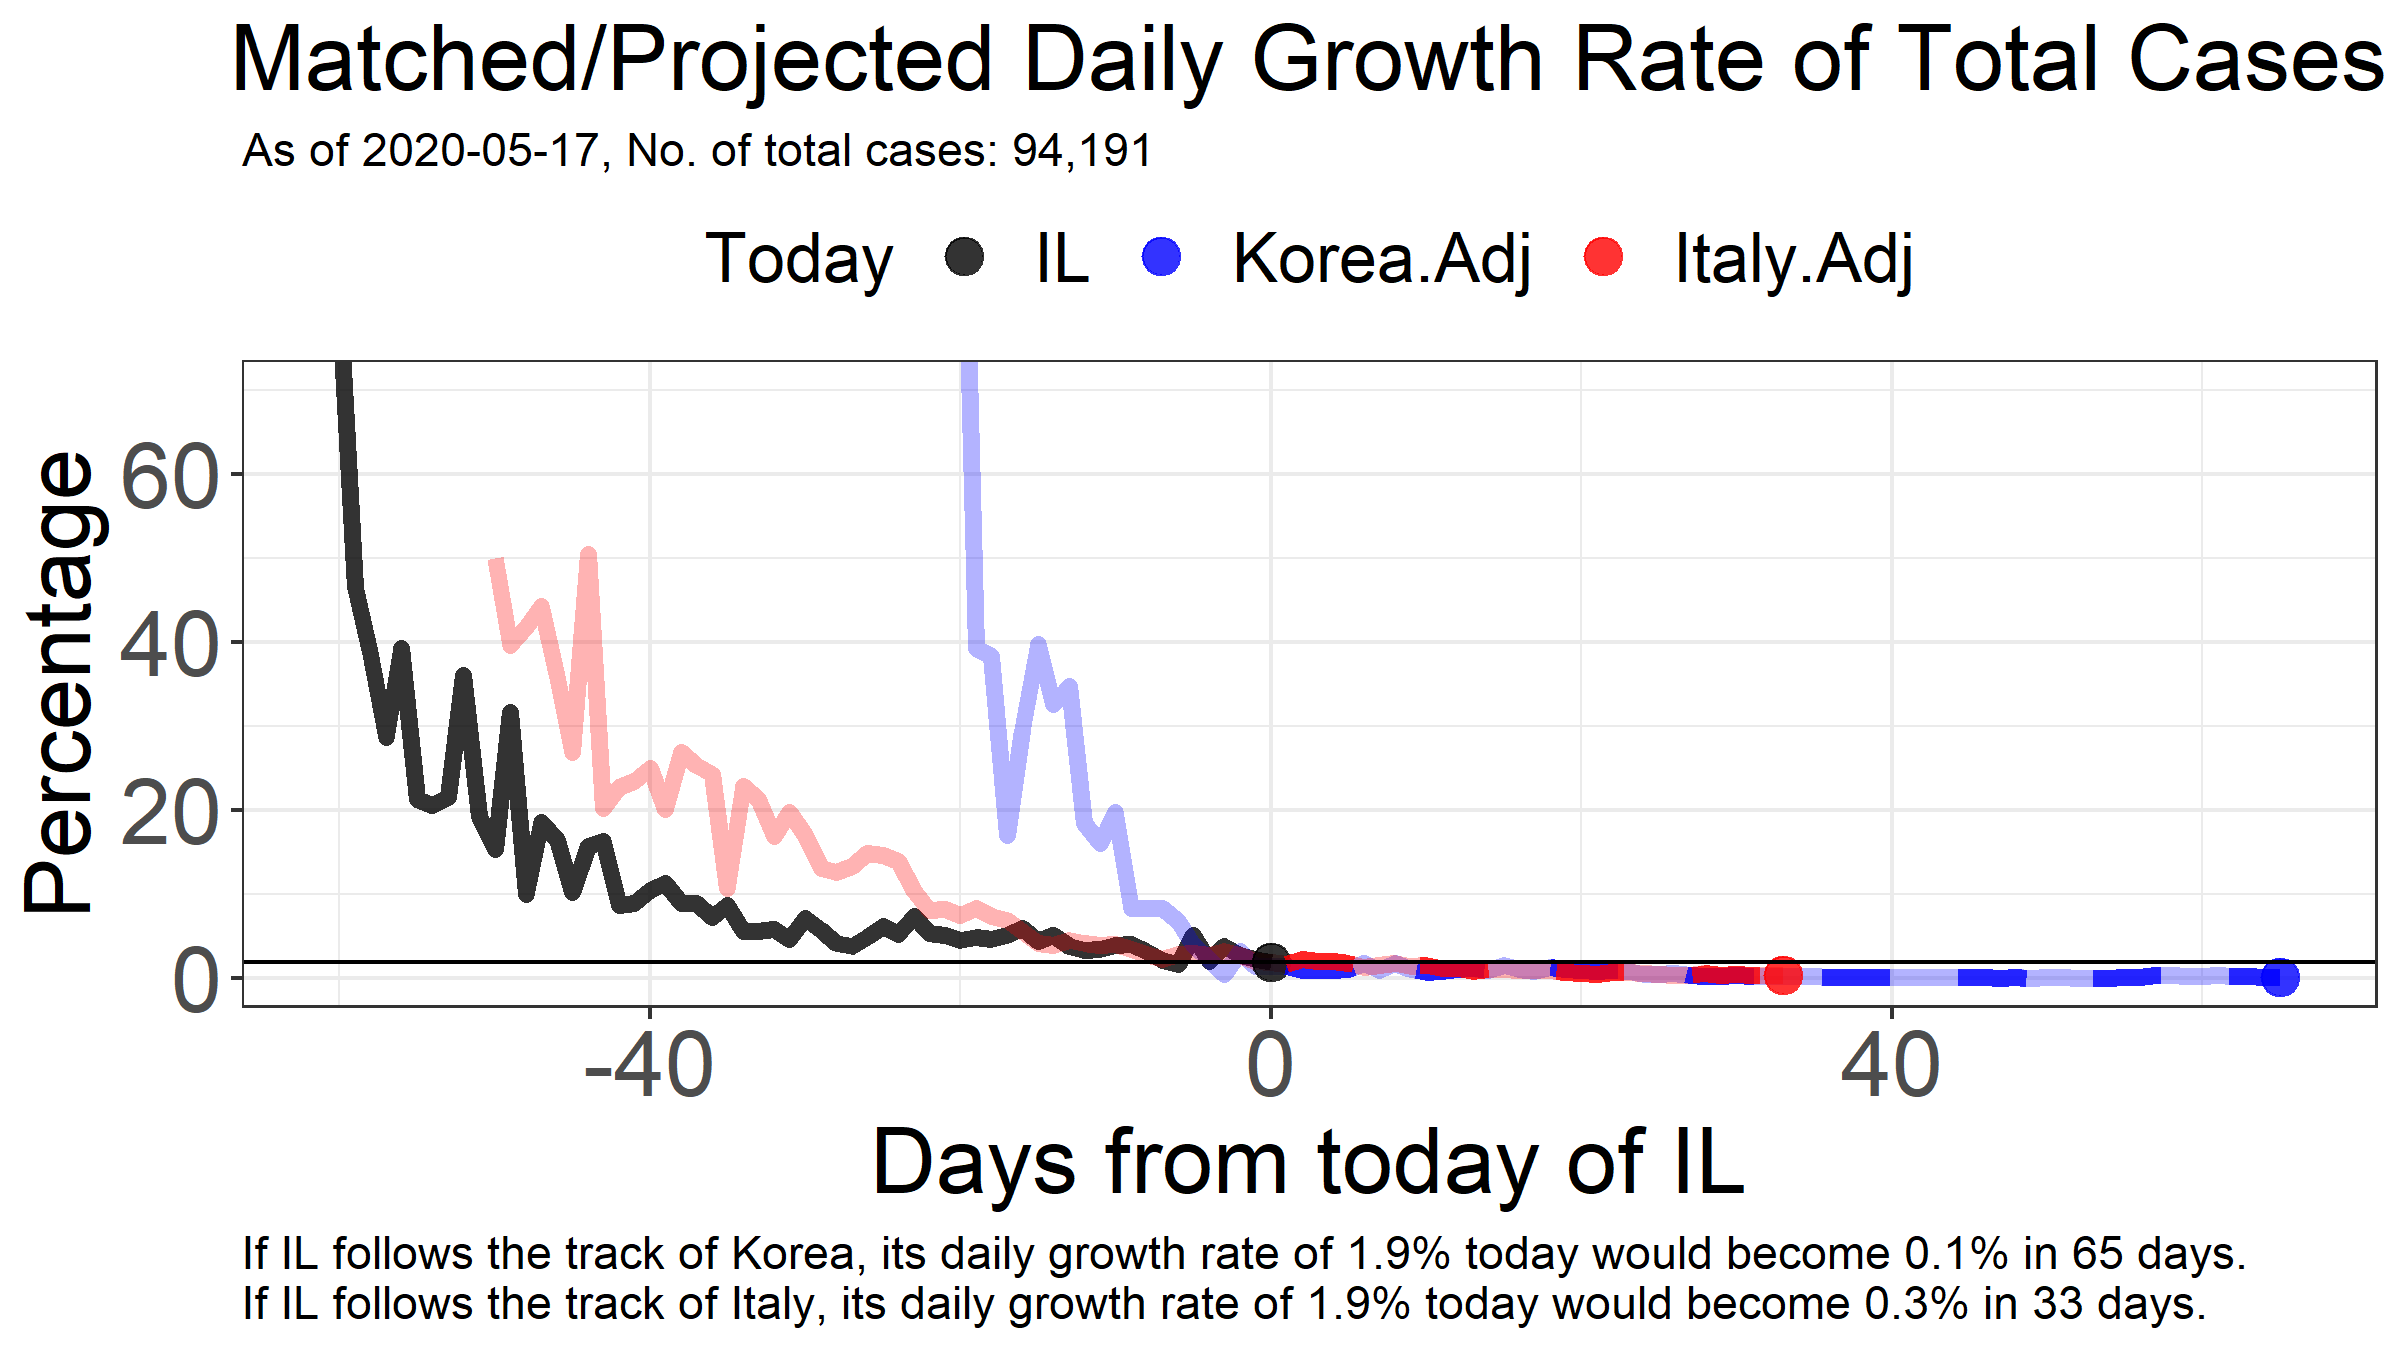 Matched/Projected Daily Growth Rate of Total Cases
As of 2020-05-17, No. of total cases: 94,191
Today IL Korea.Adj Italy.Adj
Percentage
60
40
20
0
-40 0 40
Days from today of IL
If IL follows the track of Korea, its daily growth rate of 1.9% today would become 0.1% in 65 days.
If IL follows the track of Italy, its daily growth rate of 1.9% today would become 0.3% in 33 days.